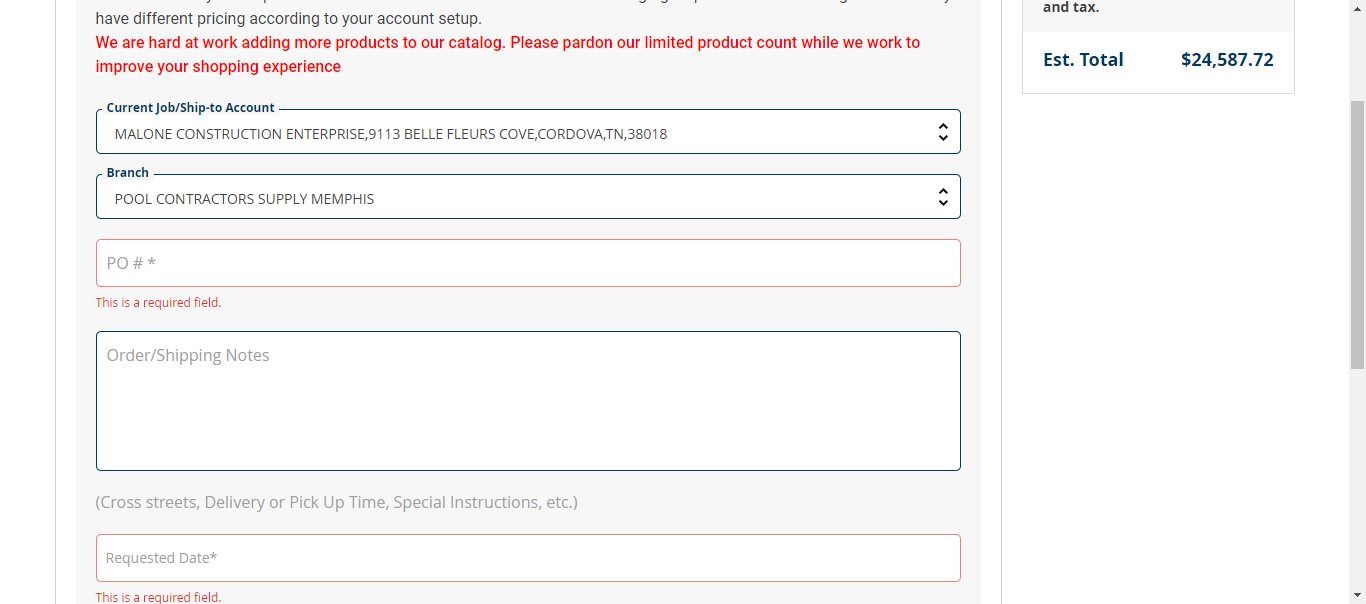 have different pricing according to your account setup.
We are hard at work adding more products to our catalog. Please pardon our limited product count while we work to
improve your shopping experience
Current Job/Ship-to Account
MALONE CONSTRUCTION ENTERPRISE,9113 BELLE FLEURS COVE,CORDOVA,TN,38018
Branch
POOL CONTRACTORS SUPPLY MEMPHIS
PO # *
This is a required field.
Order/Shipping Notes
(Cross streets, Delivery or Pick Up Time, Special Instructions, etc.)
Requested Date*
This is a required field.
and tax.
Est. Total $24,587.72